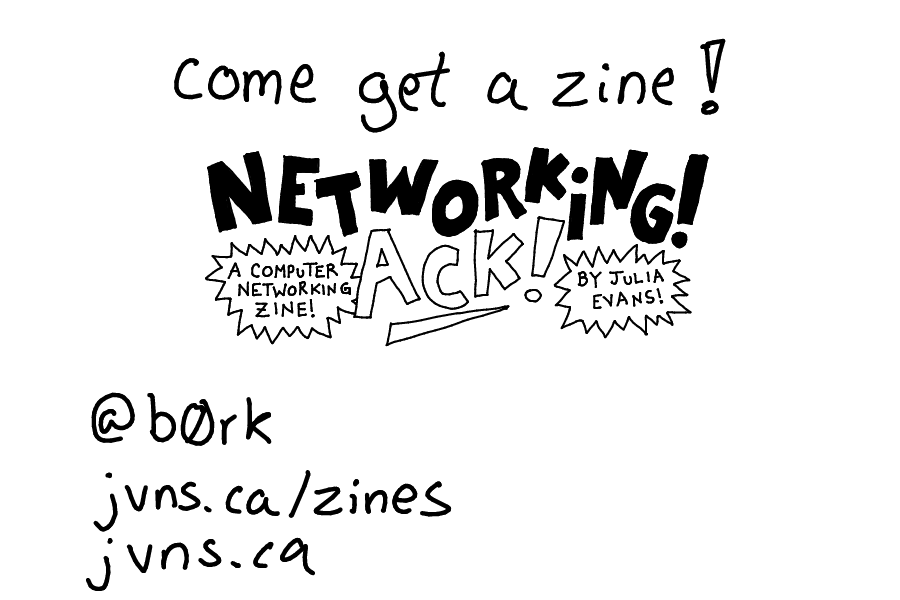 come get a zine!
NETWORKiNG!
ACK!
A COMPUTER
NETWORKING
ZINE!
BY JULIA
EVANS!
@b0rk
jvns.ca/zines
jvns.ca